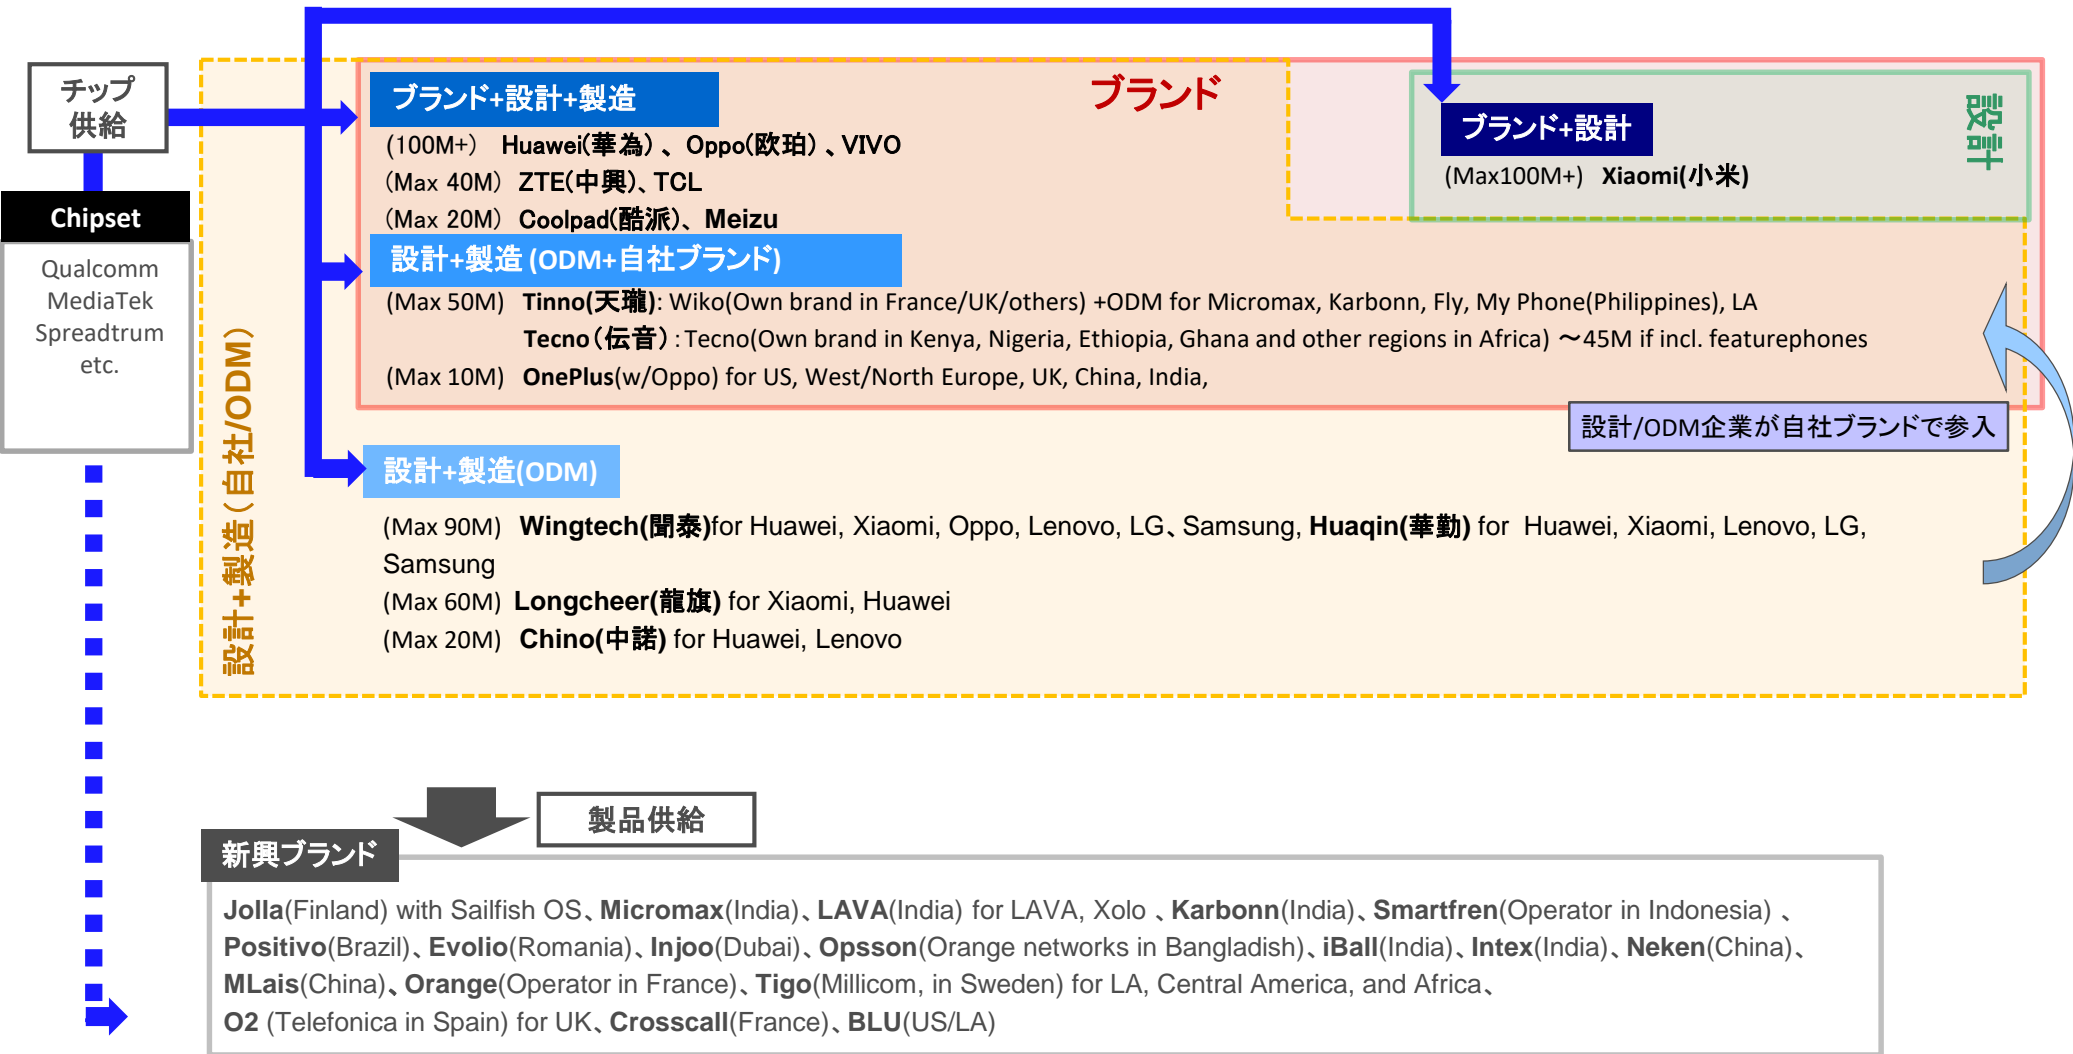 チップ
供給
Chipset
Qualcomm
MediaTek
Spreadtrum
etc.
設計+製造(自社/ODM)
ブランド
設計
ブランド+設計+製造
(100M+) Huawei(華為)、Oppo(欧珀)、VIVO
(Max 40M) ZTE(中興)、TCL
(Max 20M) Coolpad(酷派)、Meizu
ブランド+設計
(Max100M+) Xiaomi(小米)
設計+製造 (ODM+自社ブランド)
(Max 50M) Tinno(天瓏): Wiko(Own brand in France/UK/others) +ODM for Micromax, Karbonn, Fly, My Phone(Philippines), LA
Tecno(伝音):Tecno(Own brand in Kenya, Nigeria, Ethiopia, Ghana and other regions in Africa) ～45M if incl. featurephones
(Max 10M) OnePlus(w/Oppo) for US, West/North Europe, UK, China, India,
設計/ODM企業が自社ブランドで参入
設計+製造(ODM)
(Max 90M) Wingtech(聞泰)for Huawei, Xiaomi, Oppo, Lenovo, LG、Samsung, Huaqin(華勤) for Huawei, Xiaomi, Lenovo, LG,
Samsung
(Max 60M) Longcheer(龍旗) for Xiaomi, Huawei
(Max 20M) Chino(中諾) for Huawei, Lenovo
製品供給
新興ブランド
Jolla(Finland) with Sailfish OS、Micromax(India)、LAVA(India) for LAVA, Xolo 、Karbonn(India)、Smartfren(Operator in Indonesia) 、
Positivo(Brazil)、Evolio(Romania)、Injoo(Dubai)、Opsson(Orange networks in Bangladish)、iBall(India)、Intex(India)、Neken(China)、
MLais(China)、Orange(Operator in France)、Tigo(Millicom, in Sweden) for LA, Central America, and Africa、
O2 (Telefonica in Spain) for UK、Crosscall(France)、BLU(US/LA)